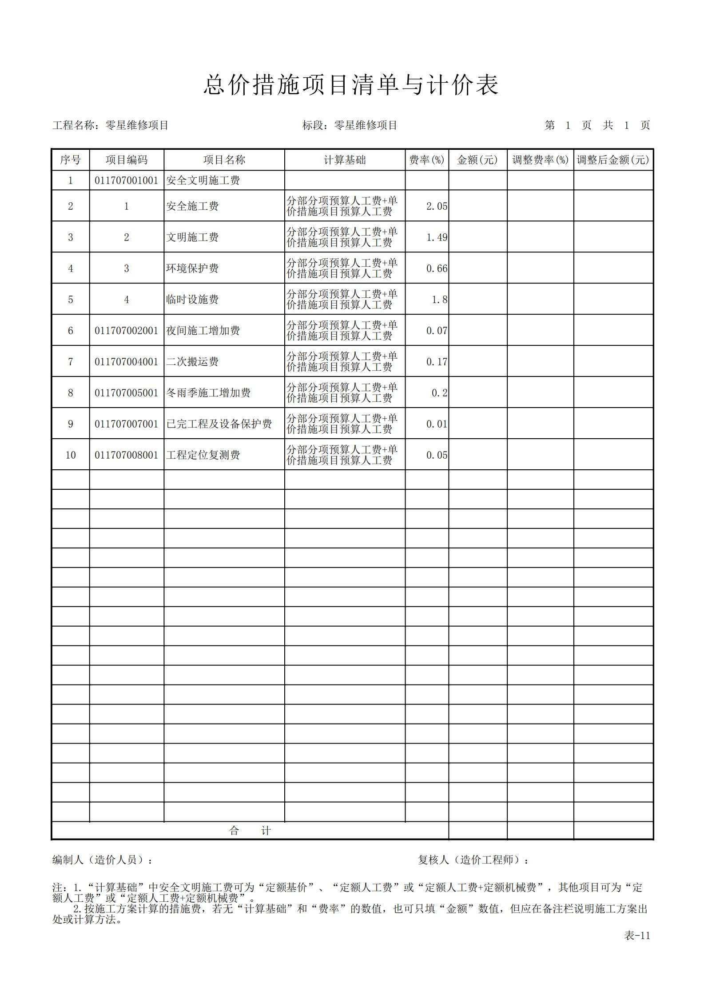 总价措施项目清单与计价表
工程名称：零星维修项目 标段：零星维修项目 第 1 页 共 1 页
序号 项目编码 项目名称 计算基础 费率(%) 金额(元) 调整费率(%) 调整后金额(元)
1 011707001001 安全文明施工费
2 1 安全施工费 分部分项预算人工费+单
价措施项目预算人工费 2.05
3 2 文明施工费 分部分项预算人工费+单
价措施项目预算人工费 1.49
4 3 环境保护费 分部分项预算人工费+单
价措施项目预算人工费 0.66
5 4 临时设施费 分部分项预算人工费+单
价措施项目预算人工费 1.8
6 011707002001 夜间施工增加费 分部分项预算人工费+单
价措施项目预算人工费 0.07
7 011707004001 二次搬运费 分部分项预算人工费+单
价措施项目预算人工费 0.17
8 011707005001 冬雨季施工增加费 分部分项预算人工费+单
价措施项目预算人工费 0.2
9 011707007001 已完工程及设备保护费 分部分项预算人工费+单
价措施项目预算人工费 0.01
10 011707008001 工程定位复测费 分部分项预算人工费+单
价措施项目预算人工费 0.05
合 计
编制人（造价人员）： 复核人（造价工程师）：
注：1.“计算基础”中安全文明施工费可为“定额基价”、“定额人工费”或“定额人工费+定额机械费”，其他项目可为“定
额人工费”或“定额人工费+定额机械费”。
2.按施工方案计算的措施费，若无“计算基础”和“费率”的数值，也可只填“金额”数值，但应在备注栏说明施工方案出
处或计算方法。
表-11